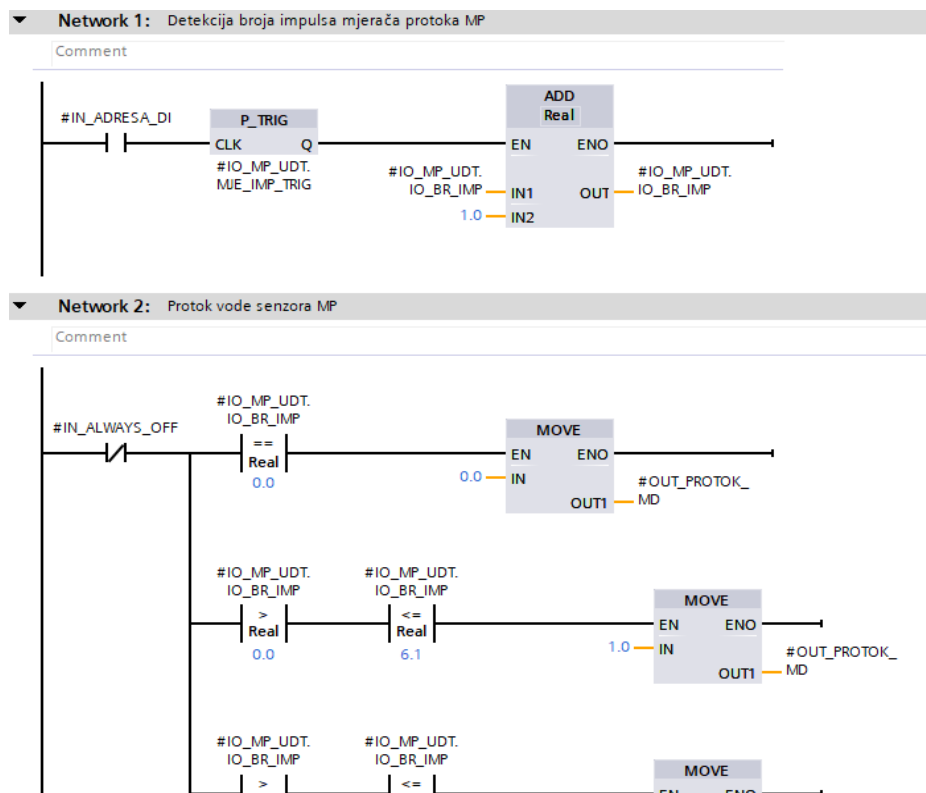 Network 1: Detekcija broja impulsa mjerača protoka MP
Comment
#IN_ADRESA_DI
P_TRIG
CLK Q
#IO_MP_UDT.
MJE_IMP_TRIG
ADD
Real
EN ENO
#IO_MP_UDT.
IO_BR_IMP
IN1
1.0
IN2
OUT
#IO_MP_UDT.
IO_BR_IMP
Network 2: Protok vode senzora MP
Comment
#IN_ALWAYS_OFF
#IO_MP_UDT.
IO_BR_IMP
==
Real
0.0
MOVE
EN ENO
0.0
IN
OUT1
#OUT_PROTOK_
MD
#IO_MP_UDT.
IO_BR_IMP
>
Real
0.0
#IO_MP_UDT.
IO_BR_IMP
<=
Real
6.1
MOVE
EN ENO
1.0
IN
OUT1
#OUT_PROTOK_
MD
#IO_MP_UDT.
IO_BR_IMP
>
#IO_MP_UDT.
IO_BR_IMP
<=
MOVE
EN ENO